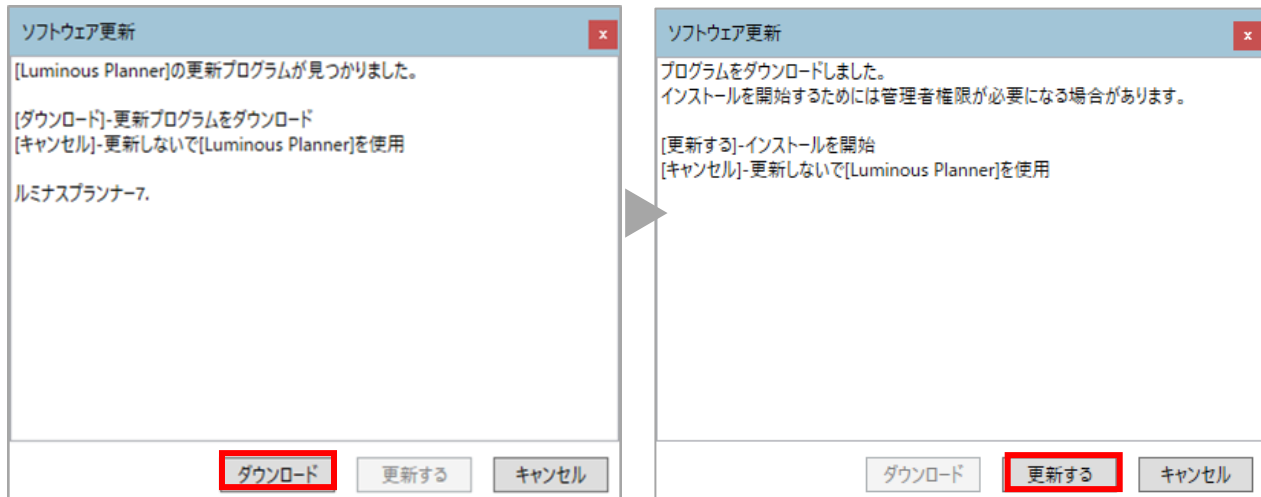 ソフトウェア更新
x
[Luminous Planner]の更新プログラムが見つかりました。
[ダウンロード]-更新プログラムをダウンロード
[キャンセル]-更新しないで[Luminous Planner]を使用
ルミナスプランナー7.
ダウンロード
更新する
キャンセル
ソフトウェア更新
x
プログラムをダウンロードしました。
インストールを開始するためには管理者権限が必要になる場合があります。
[更新する]-インストールを開始
[キャンセル]-更新しないで[Luminous Planner]を使用
ダウンロード
更新する
キャンセル